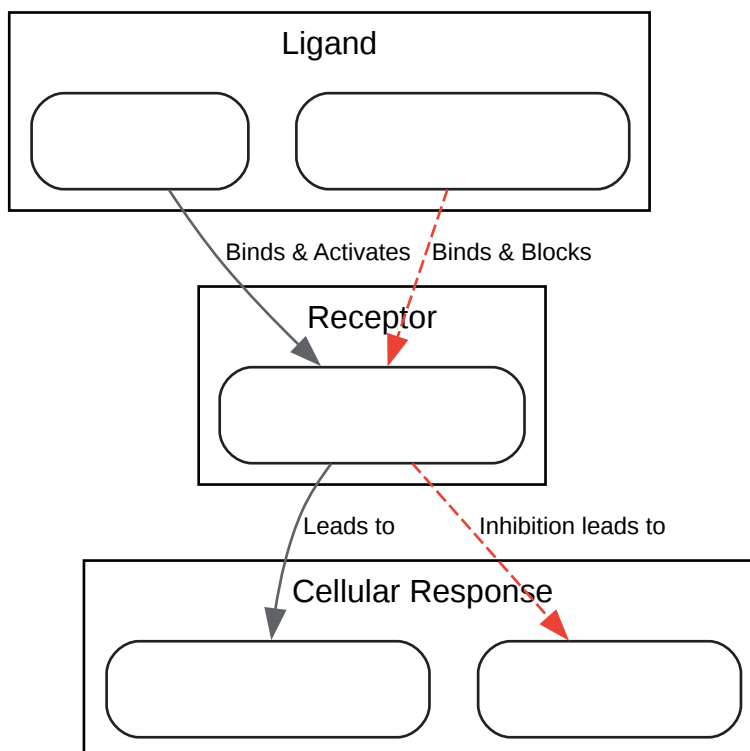 Ligand
Binds & Activates
Binds & Blocks
Receptor
Leads to
Inhibition leads to
Cellular Response